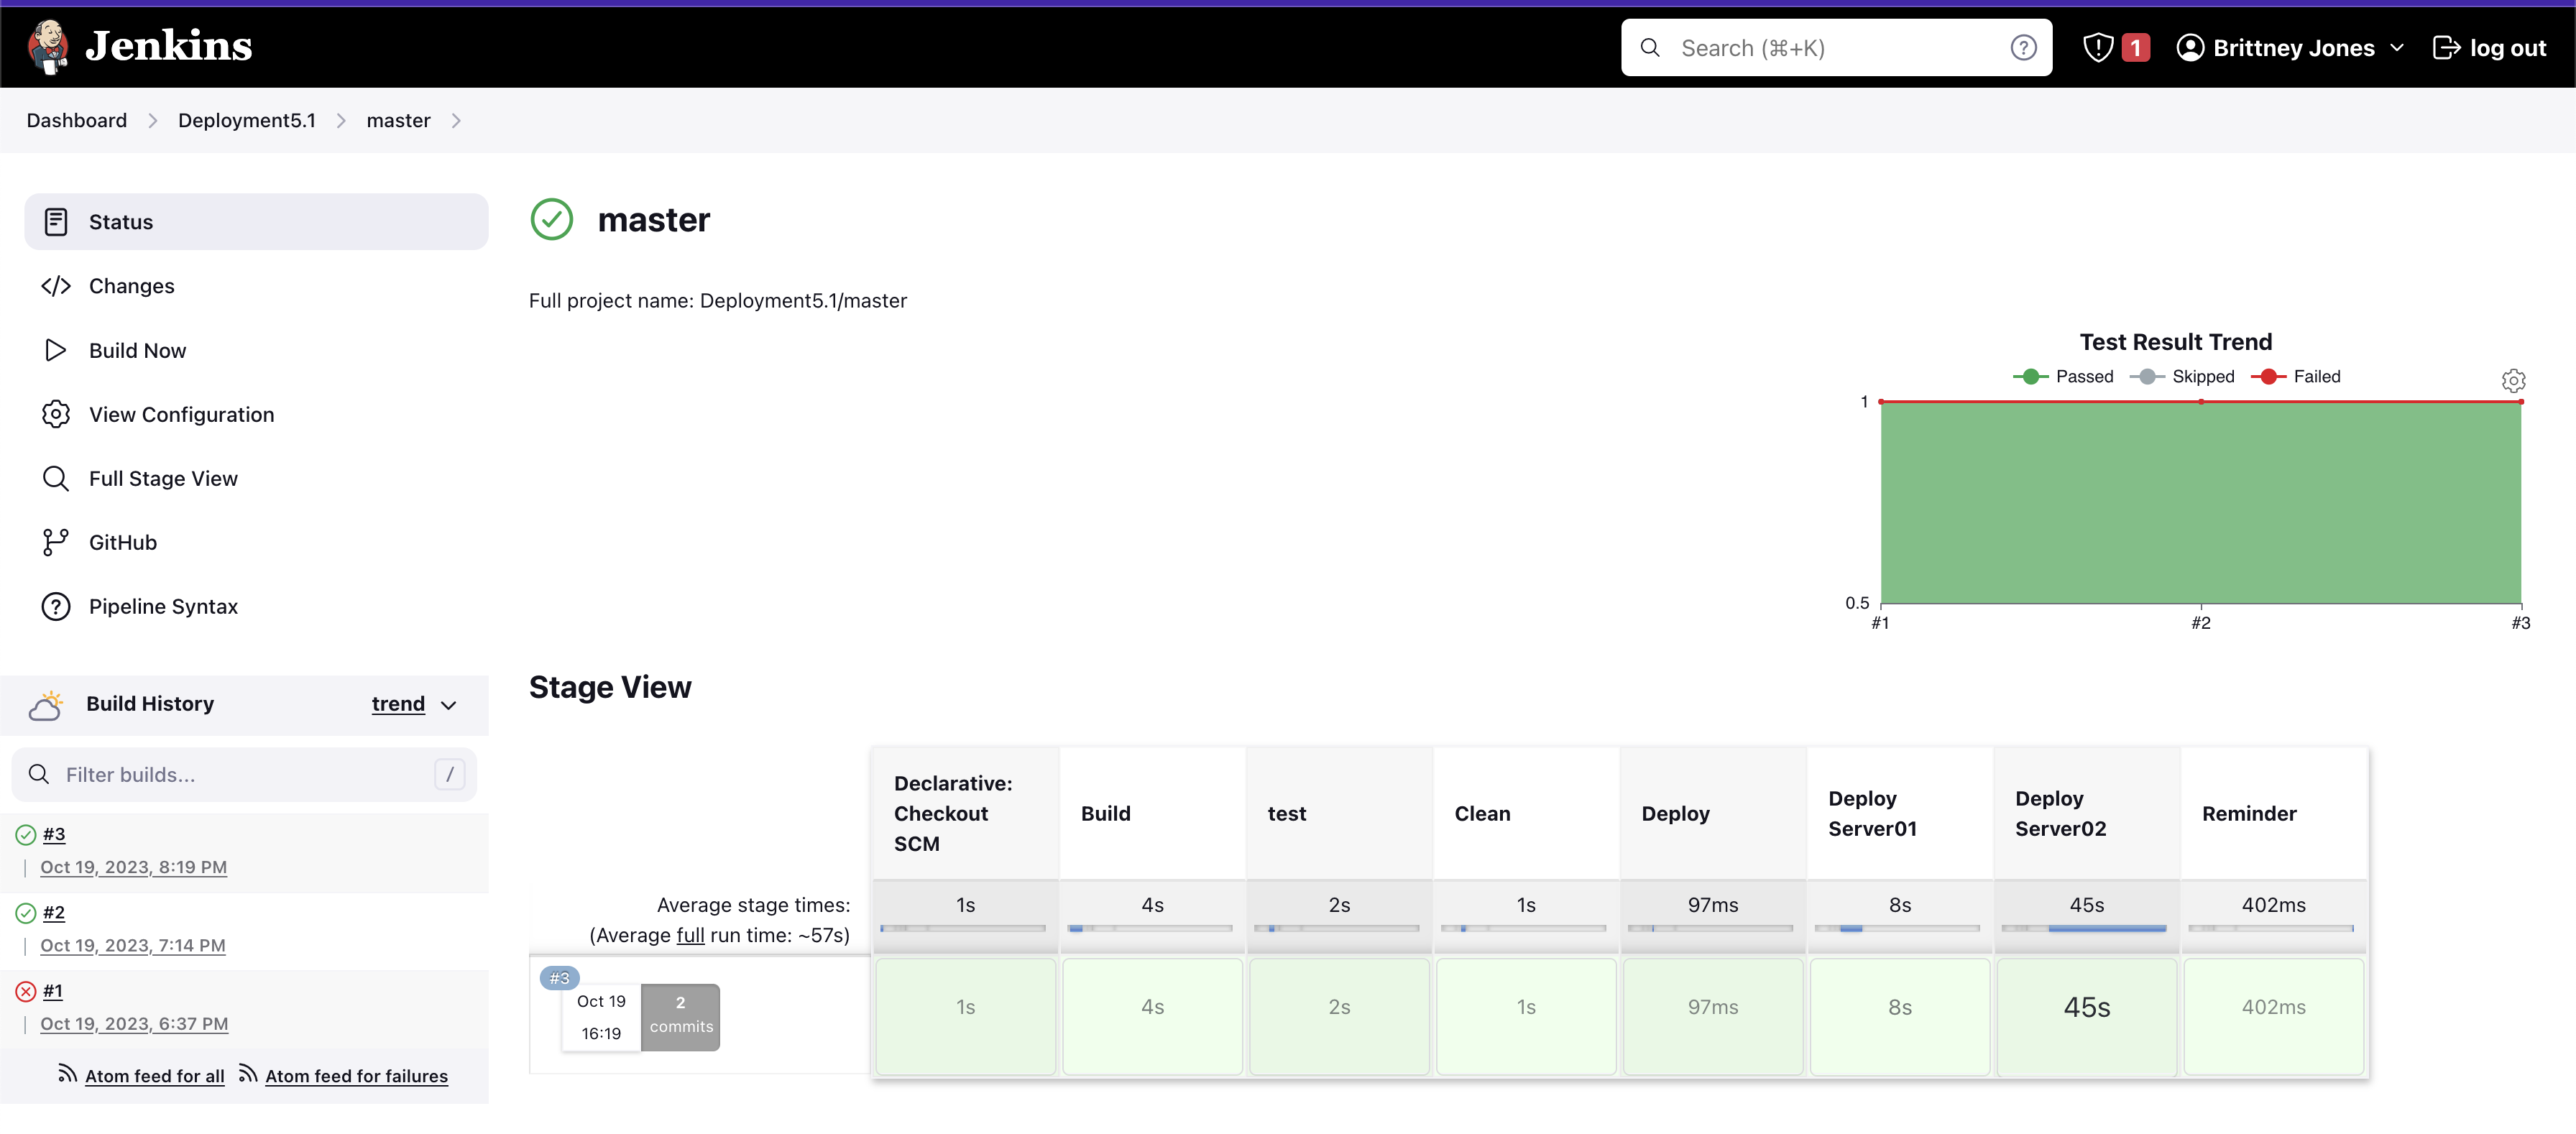 Jenkins
Search (⌘+K)
?
1
Brittney Jones
log out
Dashboard
Deployment5.1
master
Status
Changes
Build Now
View Configuration
Full Stage View
GitHub
Pipeline Syntax
Build History
trend
Filter builds...
/
#3
Oct 19, 2023, 8:19 PM
#2
Oct 19, 2023, 7:14 PM
#1
Oct 19, 2023, 6:37 PM
Atom feed for all
Atom feed for failures
master
Full project name: Deployment5.1/master
Test Result Trend
Passed
Skipped
Failed
1
0.5
#1
#2
#3
Stage View
Declarative:
Checkout
SCM
Build
test
Clean
Deploy
Deploy
Server01
Deploy
Server02
Reminder
Average stage times:
(Average full run time: ~57s)
1s
4s
2s
1s
97ms
8s
45s
402ms
#3
Oct 19
16:19
2
commits
1s
4s
2s
1s
97ms
8s
45s
402ms